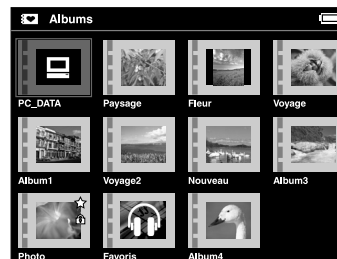 Albums
PC_DATA Paysage Fleur Voyage
Album1 Voyage2 Nouveau Album3
Photo Favoris Album4